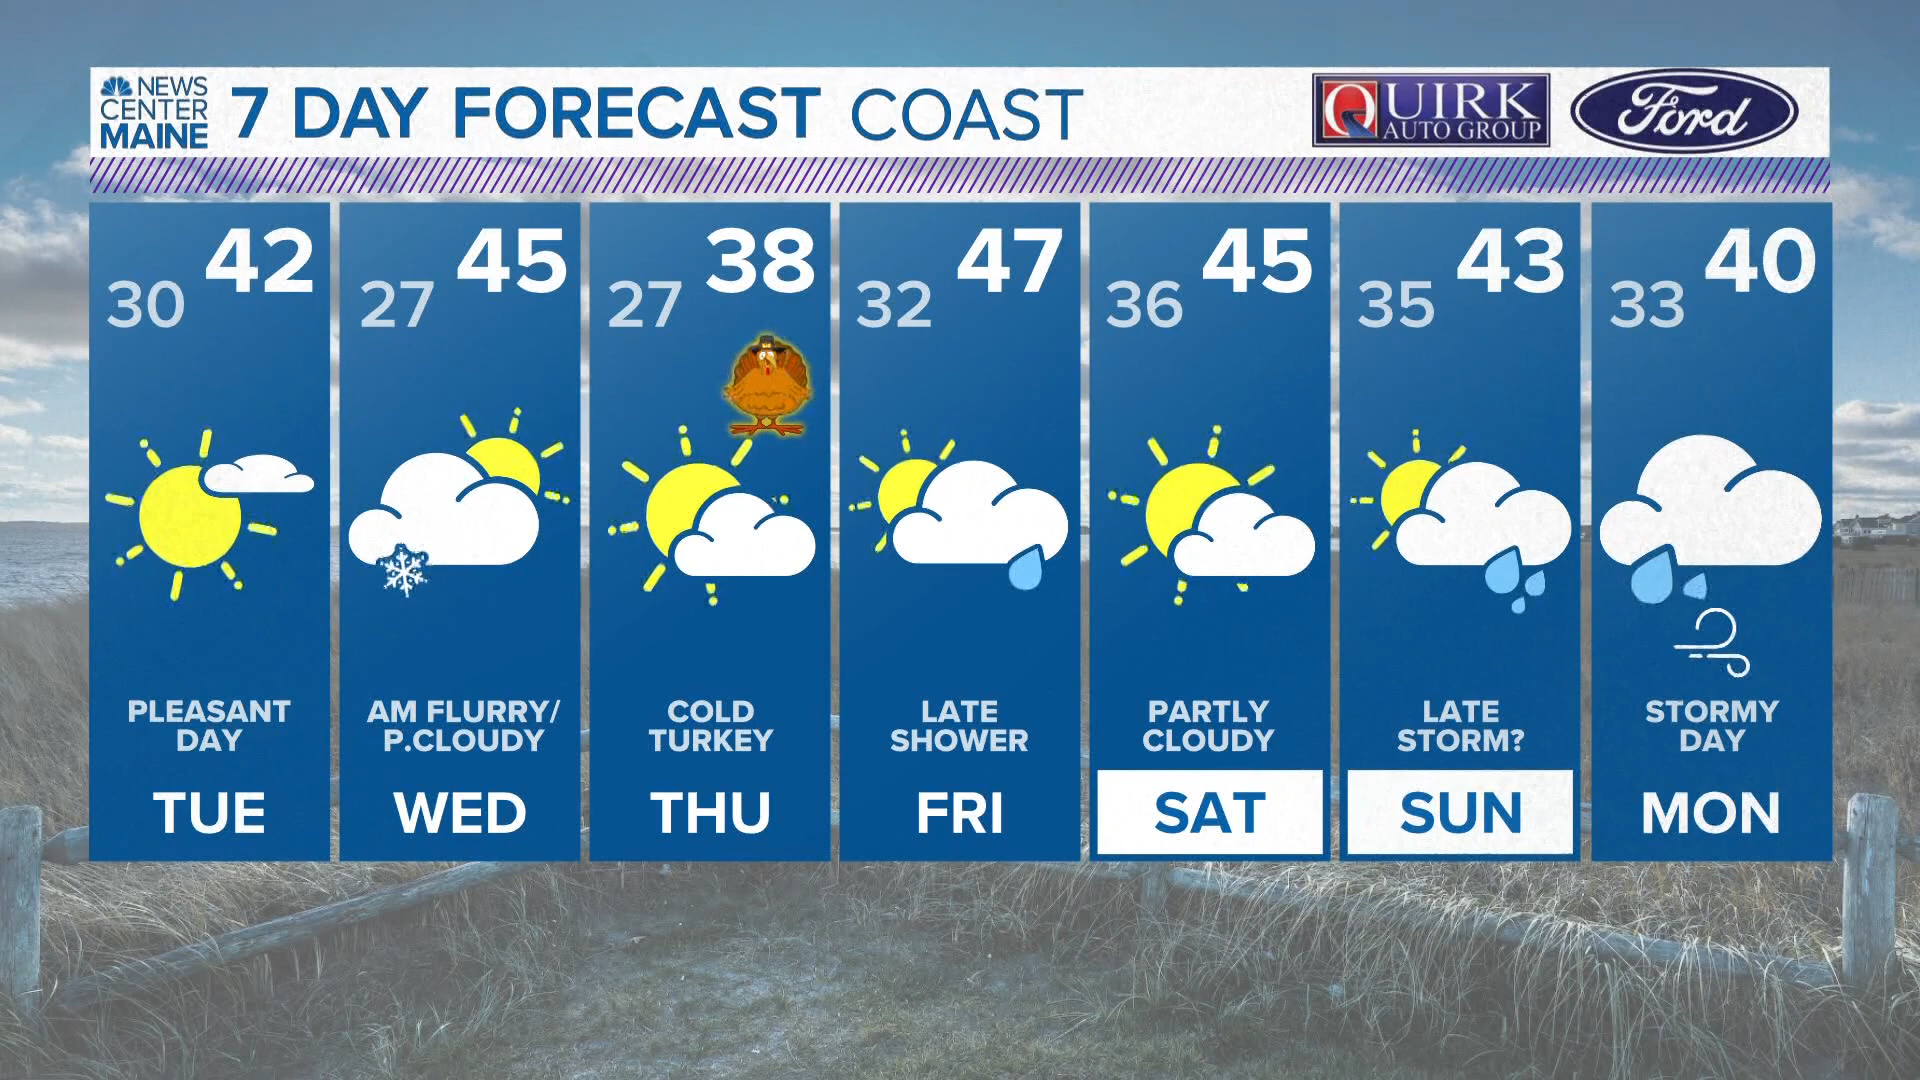 NEWS
CENTER
MAINE
7 DAY FORECAST COAST
QUIRK
AUTO GROUP
Ford
30 42
PLEASANT
DAY
TUE
27 45
AM FLURRY/
P.CLOUDY
WED
27 38
COLD
TURKEY
THU
32 47
LATE
SHOWER
FRI
36 45
PARTLY
CLOUDY
SAT
35 43
LATE
STORM?
SUN
33 40
STORMY
DAY
MON